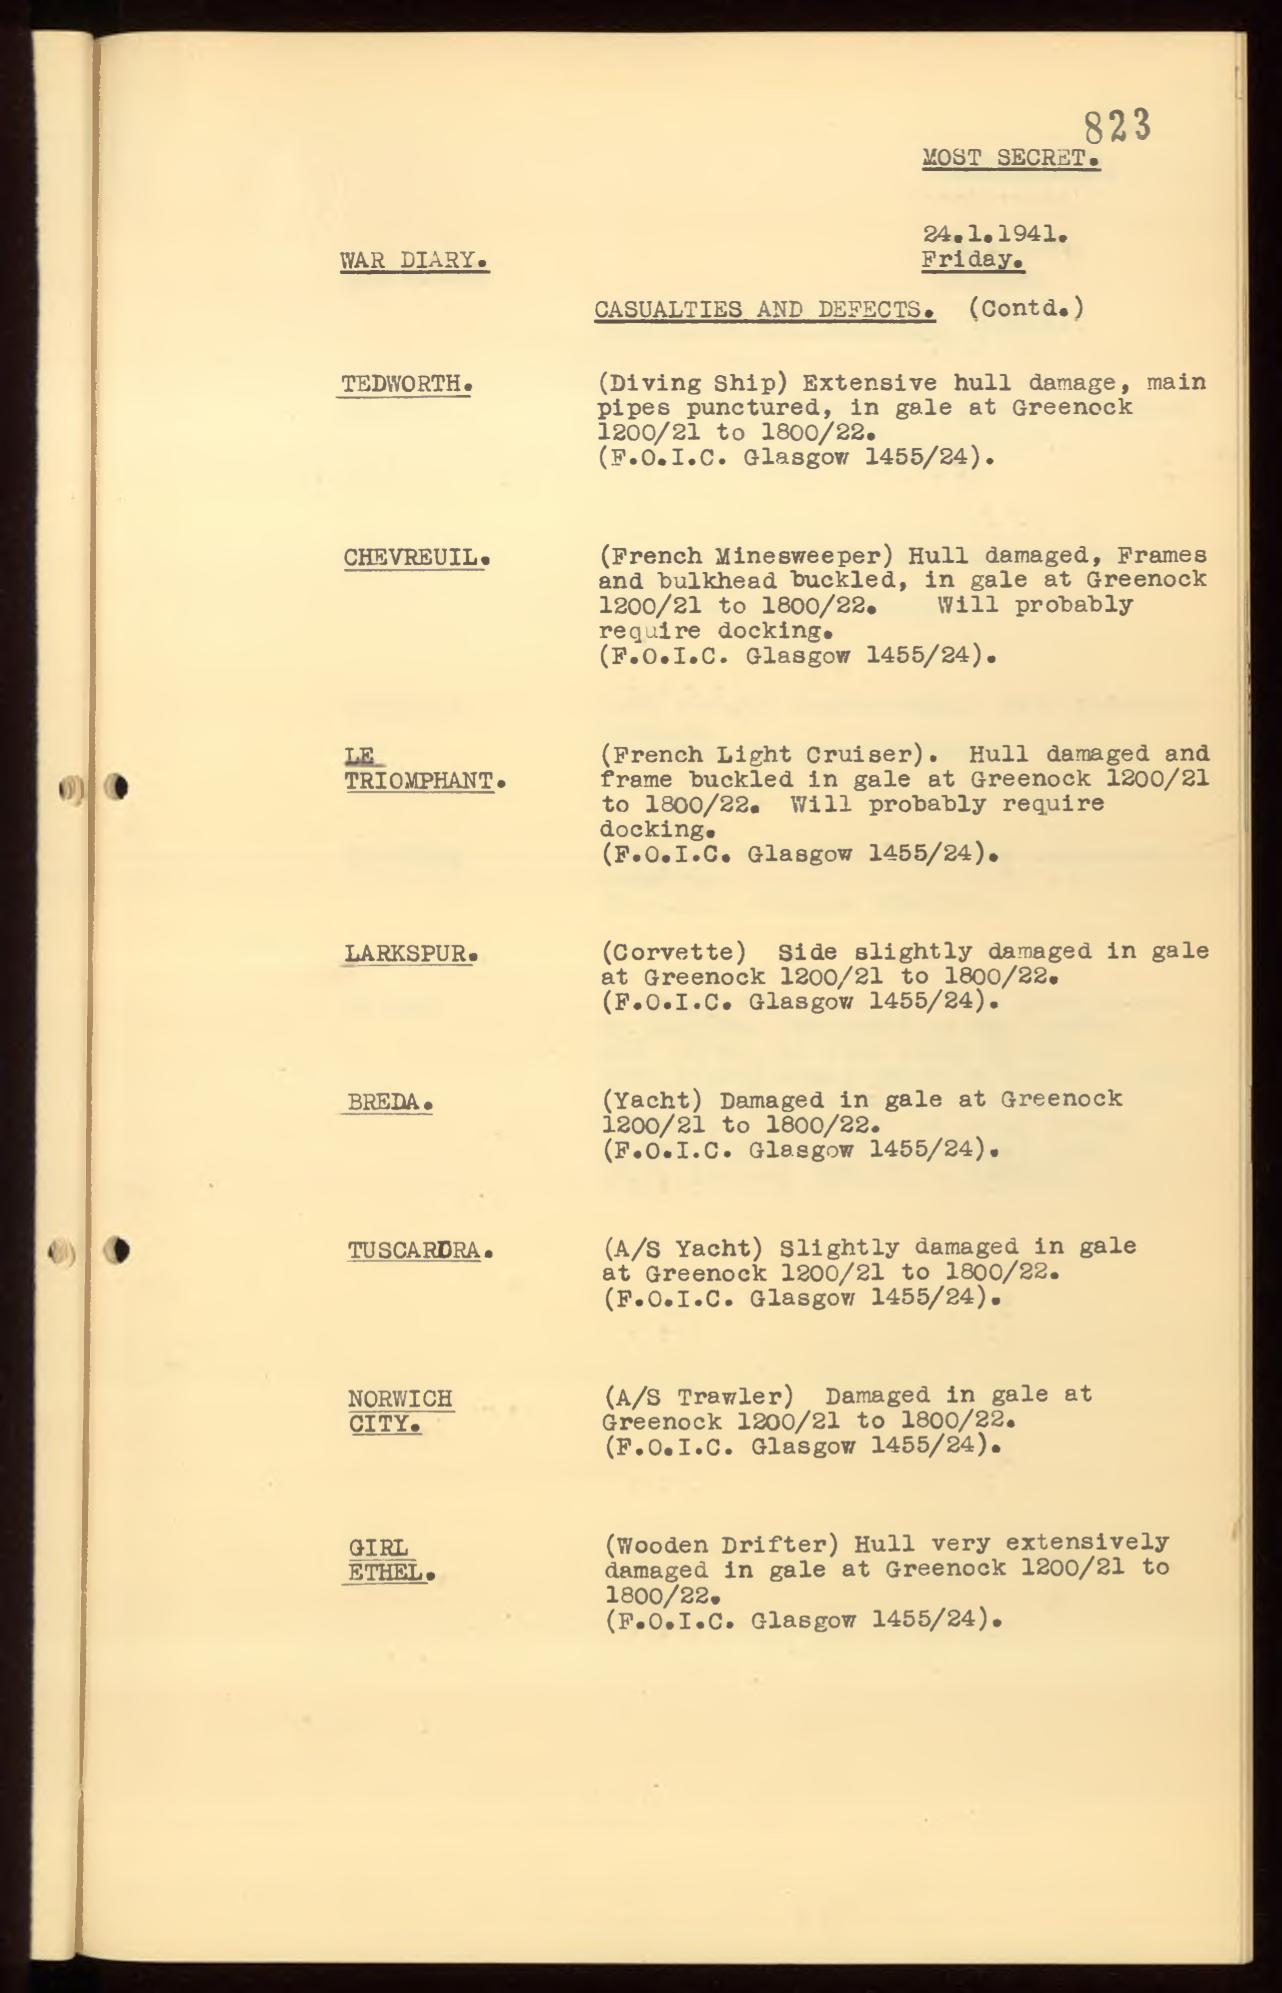 823
MOST SECRET.
24.1.1941.
WAR DIARY.
Friday.
CASUALTIES AND DEFECTS. (Contd.)
TEDWORTH.
(Diving Ship) Extensive hull damage, main
pipes punctured, in gale at Greenock
1200/21 to 1800/22.
(F.O.I.C. Glasgow 1455/24).
CHEVREUIL.
(French Minesweeper) Hull damaged, Frames
and bulkhead buckled, in gale at Greenock
1200/21 to 1800/22. Will probably
require docking.
(F.O.I.C. Glasgow 1455/24).
LE
TRIOMPHANT.
(French Light Cruiser). Hull damaged and
frame buckled in gale at Greenock 1200/21
to 1800/22. Will probably require
docking.
(F.O.I.C. Glasgow 1455/24).
LARKSPUR.
(Corvette) Side slightly damaged in gale
at Greenock 1200/21 to 1800/22.
(F.O.I.C. Glasgow 1455/24).
BREDA.
(Yacht) Damaged in gale at Greenock
1200/21 to 1800/22.
(F.O.I.C. Glasgow 1455/24).
TUSCARORA.
(A/S Yacht) Slightly damaged in gale
at Greenock 1200/21 to 1800/22.
(F.O.I.C. Glasgow 1455/24).
NORWICH
CITY.
(A/S Trawler) Damaged in gale at
Greenock 1200/21 to 1800/22.
(F.O.I.C. Glasgow 1455/24).
GIRL
ETHEL.
(Wooden Drifter) Hull very extensively
damaged in gale at Greenock 1200/21 to
1800/22.
(F.O.I.C. Glasgow 1455/24).